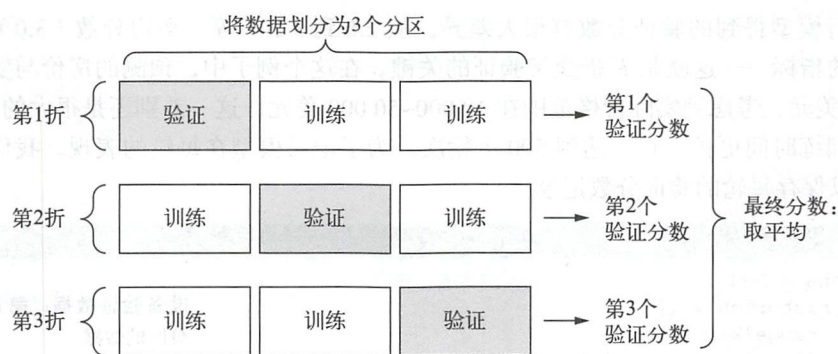 将数据划分为3个分区
第1折 验证 训练 训练 第1个
验证分数
第2折 训练 验证 训练 第2个
验证分数
最终分数：
取平均
第3折 训练 训练 验证 第3个
验证分数